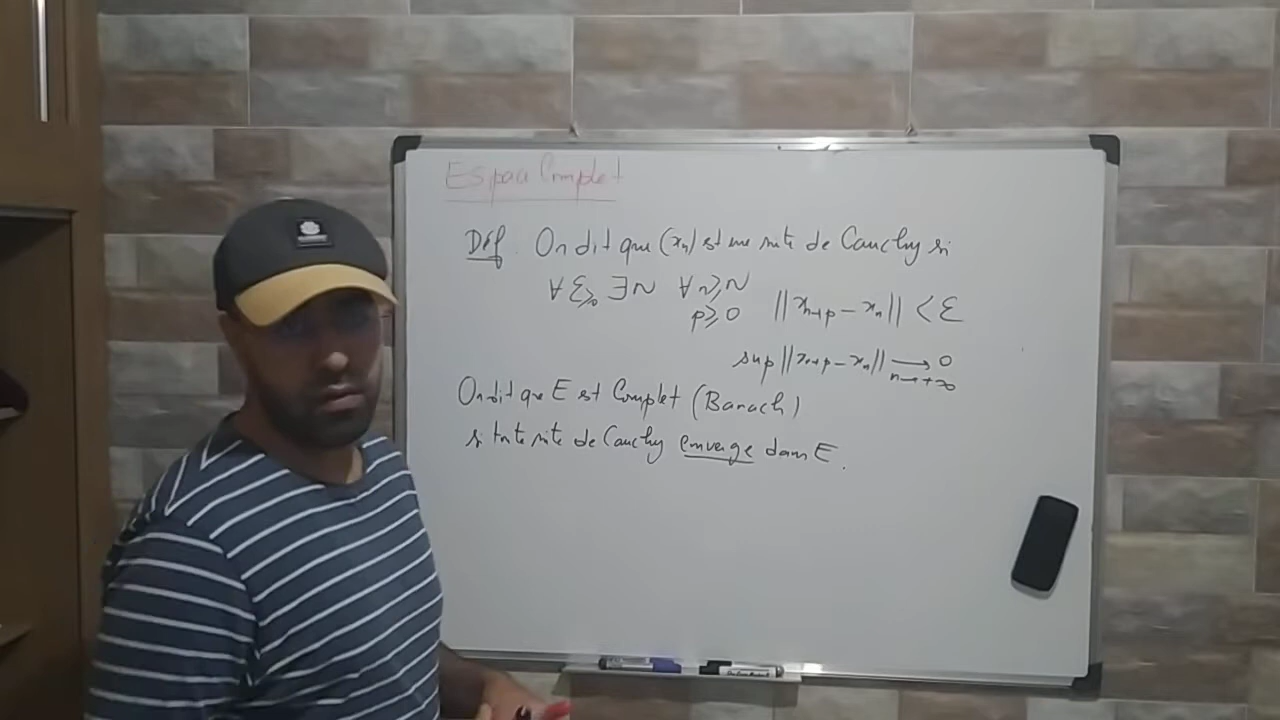 Espace Complet
Déf. On dit que (xₙ) est une suite de Cauchy si
∀ ε>0 ∃N ∀ n≥N
p≥0 ||xₙ₊ₚ - xₙ|| < ε
sup ||xₙ₊ₚ - xₙ|| → 0
n→+∞
On dit que E est Complet (Banach)
si toute suite de Cauchy converge dans E.